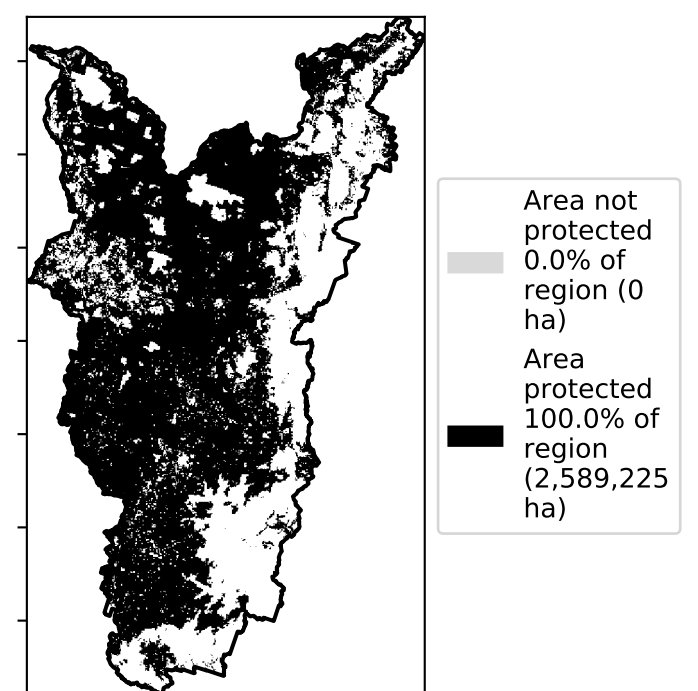 Area not
protected
0.0% of
region (0
ha)
Area
protected
100.0% of
region
(2,589,225
ha)